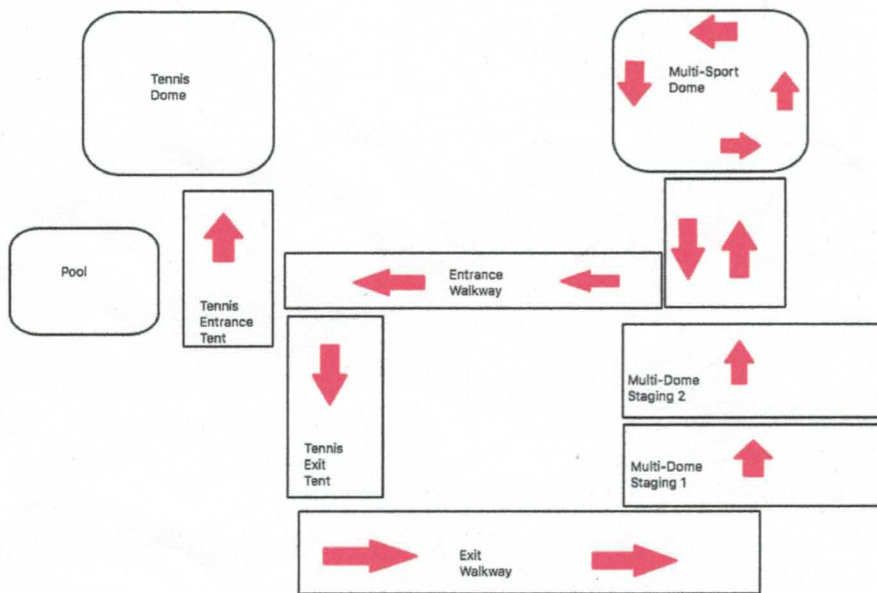 Tennis
Dome
Multi-Sport
Dome
Pool
Entrance
Walkway
Tennis
Entrance
Tent
Multi-Dome
Staging 2
Tennis
Exit
Tent
Multi-Dome
Staging 1
Exit
Walkway